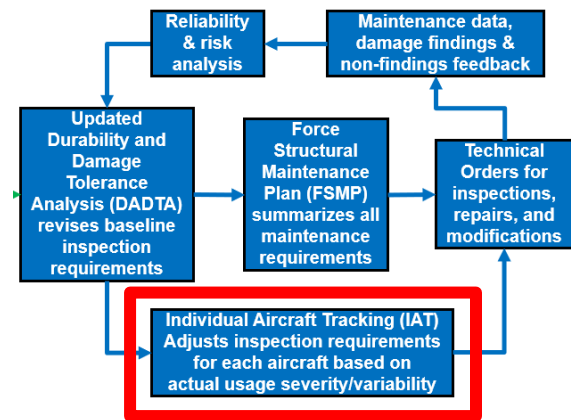 Reliability
& risk
analysis
Maintenance data,
damage findings &
non-findings feedback
Updated
Durability and
Damage
Tolerance
Analysis (DADTA)
revises baseline
inspection
requirements
Force
Structural
Maintenance
Plan (FSMP)
summarizes all
maintenance
requirements
Technical
Orders for
inspections,
repairs, and
modifications
Individual Aircraft Tracking (IAT)
Adjusts inspection requirements
for each aircraft based on
actual usage severity/variability